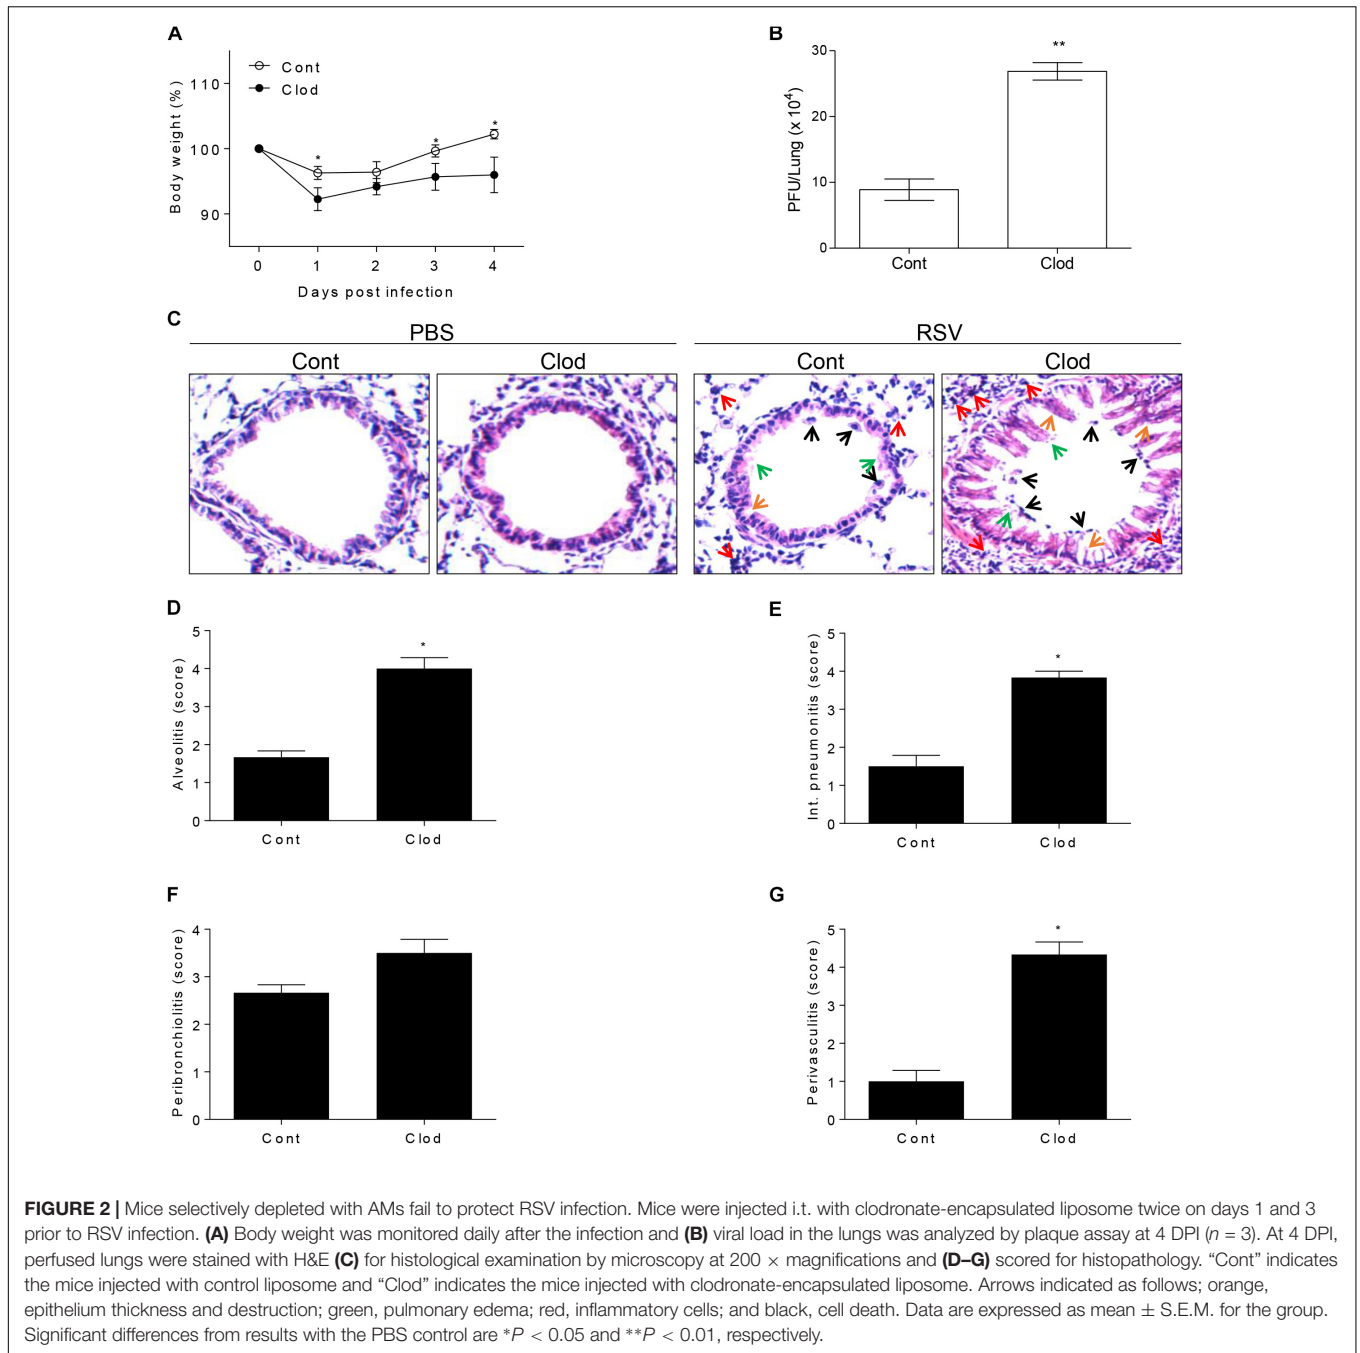 A
Cont
Clod
110
100
90
Body weight (%)
*
*
*
0 1 2 3 4
Days post infection
B
30
20
10
0
PFU/Lung (x 10⁴)
**
Cont Clod
C
PBS RSV
Cont Clod Cont Clod
D
5
4
3
2
1
0
Alveolitis (score)
*
Cont Clod
E
5
4
3
2
1
0
Int. pneumonitis (score)
*
Cont Clod
F
4
3
2
1
0
Peribronchiolitis (score)
Cont Clod
G
5
4
3
2
1
0
Perivasculitis (score)
*
Cont Clod
FIGURE 2 | Mice selectively depleted with AMs fail to protect RSV infection. Mice were injected i.t. with clodronate-encapsulated liposome twice on days 1 and 3
prior to RSV infection. (A) Body weight was monitored daily after the infection and (B) viral load in the lungs was analyzed by plaque assay at 4 DPI (n = 3). At 4 DPI,
perfused lungs were stained with H&E (C) for histological examination by microscopy at 200 × magnifications and (D–G) scored for histopathology. “Cont” indicates
the mice injected with control liposome and “Clod” indicates the mice injected with clodronate-encapsulated liposome. Arrows indicated as follows; orange,
epithelium thickness and destruction; green, pulmonary edema; red, inflammatory cells; and black, cell death. Data are expressed as mean ± S.E.M. for the group.
Significant differences from results with the PBS control are *P < 0.05 and **P < 0.01, respectively.